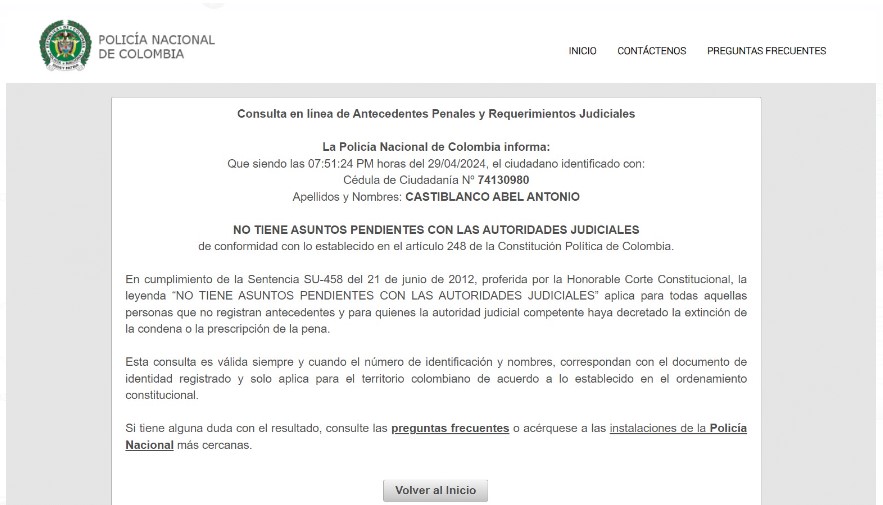 POLICÍA NACIONAL
DE COLOMBIA
INICIO CONTÁCTENOS PREGUNTAS FRECUENTES
Consulta en línea de Antecedentes Penales y Requerimientos Judiciales
La Policía Nacional de Colombia informa:
Que siendo las 07:51:24 PM horas del 29/04/2024, el ciudadano identificado con:
Cédula de Ciudadanía Nº 74130980
Apellidos y Nombres: CASTIBLANCO ABEL ANTONIO
NO TIENE ASUNTOS PENDIENTES CON LAS AUTORIDADES JUDICIALES
de conformidad con lo establecido en el artículo 248 de la Constitución Política de Colombia.
En cumplimiento de la Sentencia SU-458 del 21 de junio de 2012, proferida por la Honorable Corte Constitucional, la
leyenda “NO TIENE ASUNTOS PENDIENTES CON LAS AUTORIDADES JUDICIALES” aplica para todas aquellas
personas que no registran antecedentes y para quienes la autoridad judicial competente haya decretado la extinción de
la condena o la prescripción de la pena.
Esta consulta es válida siempre y cuando el número de identificación y nombres, correspondan con el documento de
identidad registrado y solo aplica para el territorio colombiano de acuerdo a lo establecido en el ordenamiento
constitucional.
Si tiene alguna duda con el resultado, consulte las preguntas frecuentes o acérquese a las instalaciones de la Policía
Nacional más cercanas.
Volver al Inicio